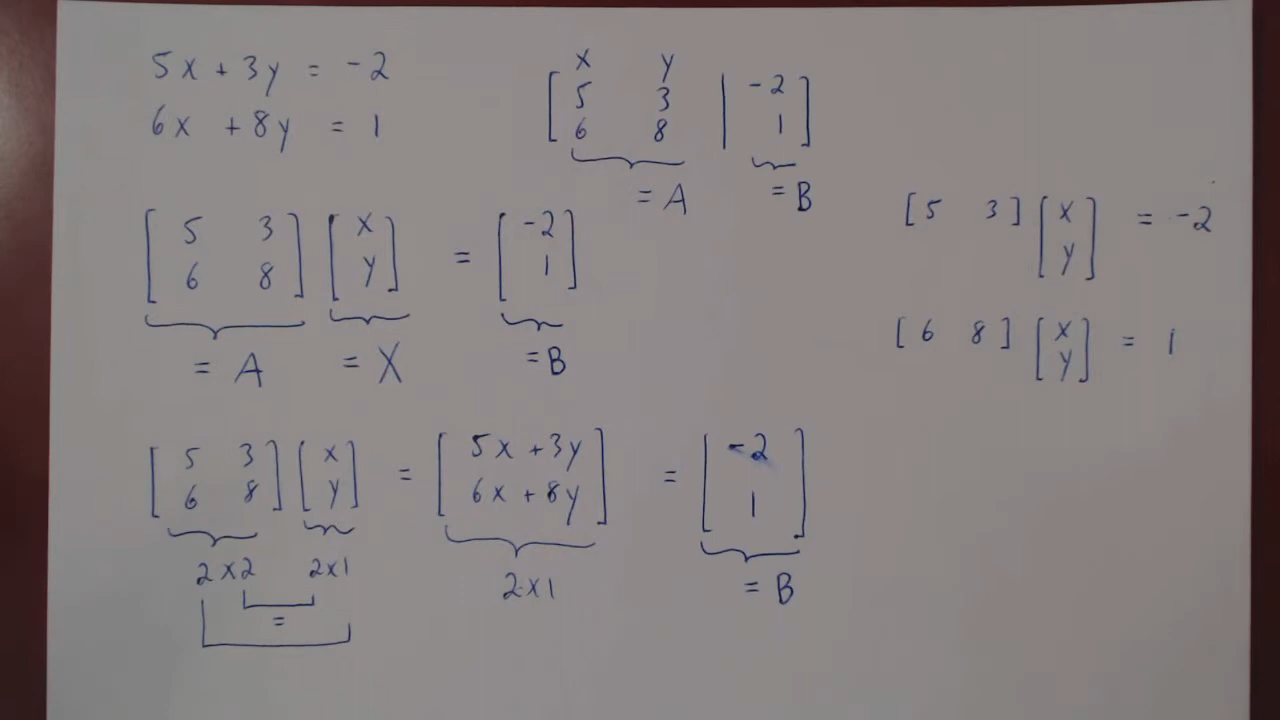 5x + 3y = -2
6x + 8y = 1
x y
[ 5 3 | -2 ]
[ 6 8 | 1 ]
= A = B
[ 5 3 ] [ x ] = [ -2 ]
[ 6 8 ] [ y ] = [ 1 ]
= A = X = B
[ 5 3 ] [ x ] = -2
[ y ]
[ 6 8 ] [ x ] = 1
[ y ]
[ 5 3 ] [ x ] = [ 5x + 3y ] = [ -2 ]
[ 6 8 ] [ y ] [ 6x + 8y ] [ 1 ]
2x2 2x1 2x1 = B
=